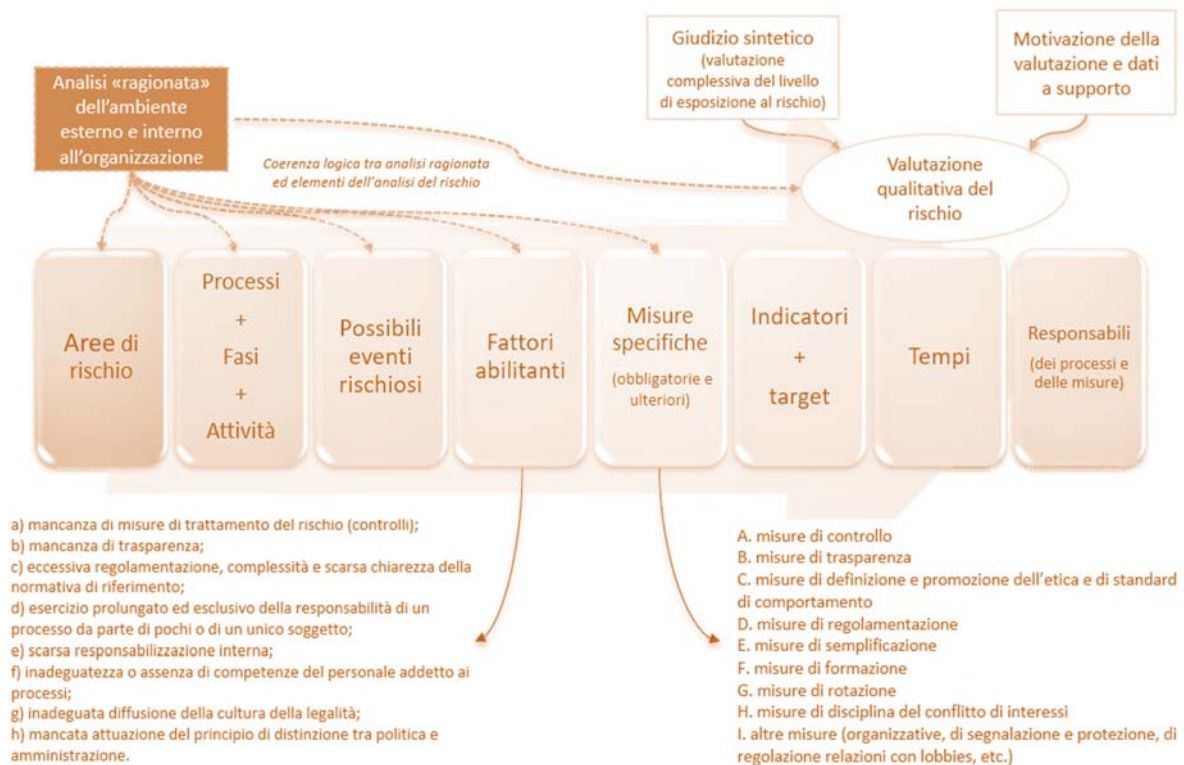 Analisi «ragionata»
dell'ambiente
esterno e interno
all'organizzazione
Giudizio sintetico
(valutazione
complessiva del livello
di esposizione al rischio)
Motivazione della
valutazione e dati
a supporto
Coerenza logica tra analisi ragionata
ed elementi dell'analisi del rischio
Valutazione
qualitativa del
rischio
Aree di
rischio
Processi
+
Fasi
+
Attività
Possibili
eventi
rischiosi
Fattori
abilitanti
Misure
specifiche
(obbligatorie e
ulteriori)
Indicatori
+
target
Tempi
Responsabili
(dei processi e
delle misure)
a) mancanza di misure di trattamento del rischio (controlli);
b) mancanza di trasparenza;
c) eccessiva regolamentazione, complessità e scarsa chiarezza della
normativa di riferimento;
d) esercizio prolungato ed esclusivo della responsabilità di un
processo da parte di pochi o di un unico soggetto;
e) scarsa responsabilizzazione interna;
f) inadeguatezza o assenza di competenze del personale addetto ai
processi;
g) inadeguata diffusione della cultura della legalità;
h) mancata attuazione del principio di distinzione tra politica e
amministrazione.
A. misure di controllo
B. misure di trasparenza
C. misure di definizione e promozione dell'etica e di standard
di comportamento
D. misure di regolamentazione
E. misure di semplificazione
F. misure di formazione
G. misure di rotazione
H. misure di disciplina del conflitto di interessi
I. altre misure (organizzative, di segnalazione e protezione, di
regolazione relazioni con lobbies, etc.)